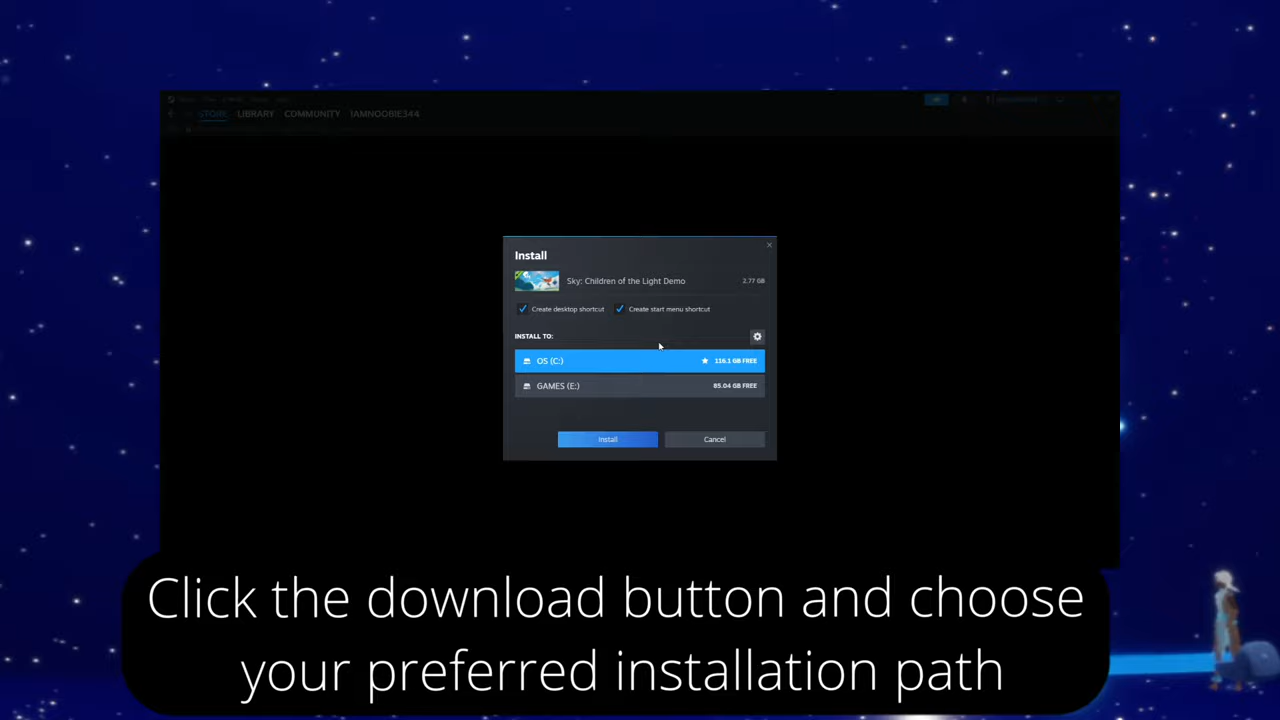 STORE LIBRARY COMMUNITY IAMNOOBIE344
Install
Sky: Children of the Light Demo 2.77 GB
Create desktop shortcut Create start menu shortcut
INSTALL TO:
OS (C:) 116.1 GB FREE
GAMES (E:) 85.04 GB FREE
Install Cancel
Click the download button and choose
your preferred installation path